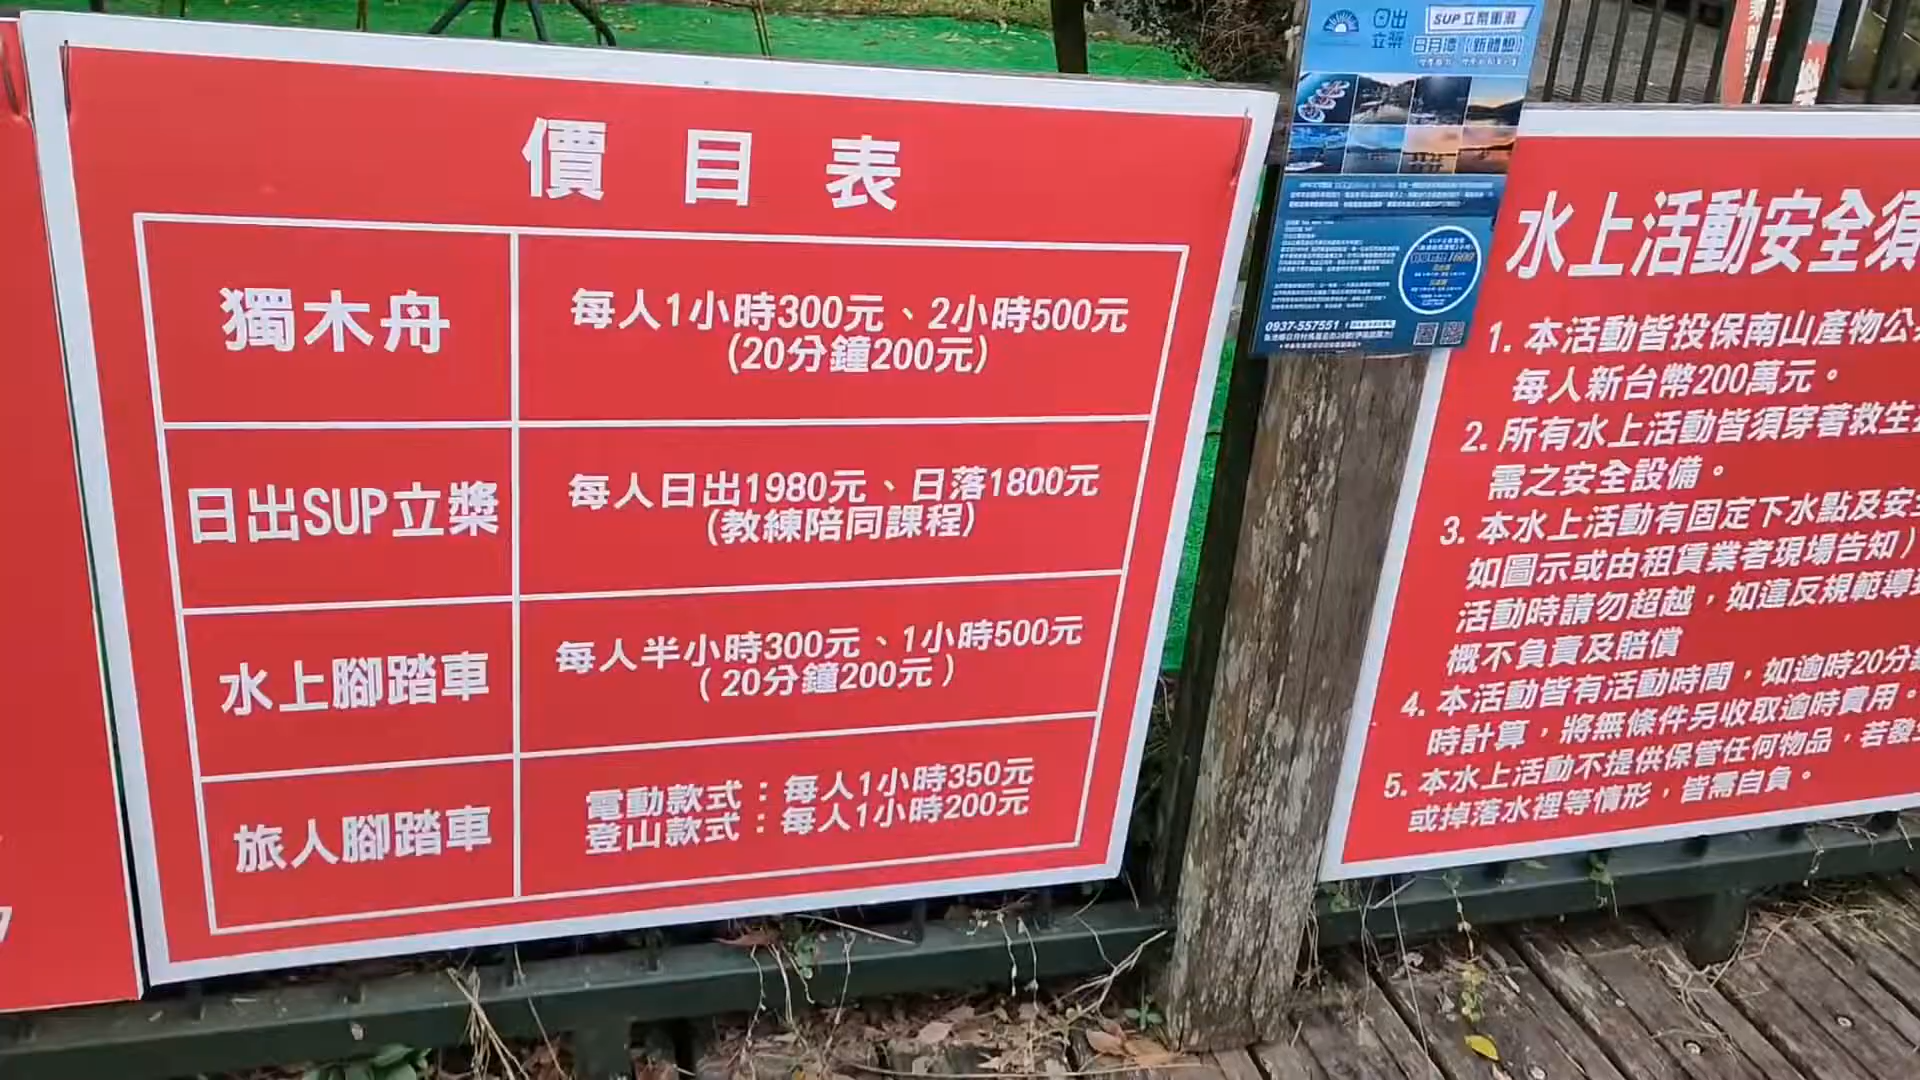 價目表
獨木舟
每人1小時300元、2小時500元
(20分鐘200元)
日出SUP立槳
每人日出1980元、日落1800元
(教練陪同課程)
水上腳踏車
每人半小時300元、1小時500元
(20分鐘200元)
旅人腳踏車
電動款式：每人1小時350元
登山款式：每人1小時200元
日出
立槳
SUP立槳重溫
日月潭
0937-557551
水上活動安全須
1. 本活動皆投保南山產物公
每人新台幣200萬元。
2. 所有水上活動皆須穿著救生
需之安全設備。
3. 本水上活動有固定下水點及安
如圖示或由租賃業者現場告知)
活動時請勿超越，如違反規範導
概不負責及賠償
4. 本活動皆有活動時間，如逾時20分
時計算，將無條件另收取逾時費用。
5. 本水上活動不提供保管任何物品，若發
或掉落水裡等情形，皆需自負。
7